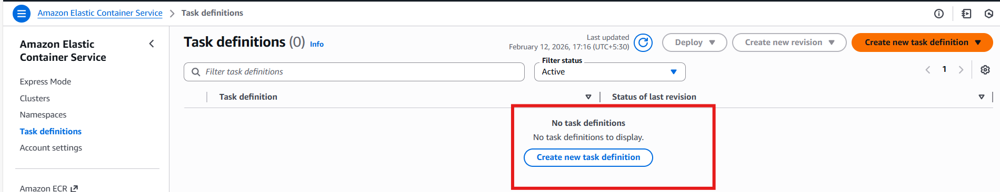 Amazon Elastic Container Service > Task definitions
Amazon Elastic
Container Service
Express Mode
Clusters
Namespaces
Task definitions
Account settings
Amazon ECR
Task definitions (0) Info
Last updated
February 12, 2026, 17:16 (UTC+5:30)
Deploy
Create new revision
Create new task definition
Filter task definitions
Filter status
Active
1
Task definition
Status of last revision
No task definitions
No task definitions to display.
Create new task definition